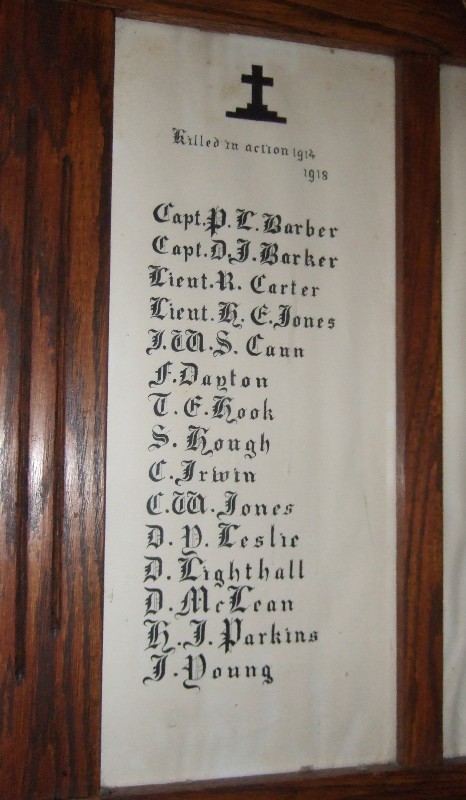 Killed in action 1914
1918
Capt. P. L. Barber
Capt. D. J. Barker
Lieut. R. Carter
Lieut. H. E. Jones
J. W. S. Cann
F. Dayton
T. E. Hook
S. Hough
C. Irwin
C. W. Jones
D. Y. Leslie
D. Lighthall
D. McLean
H. J. Parkins
J. Young